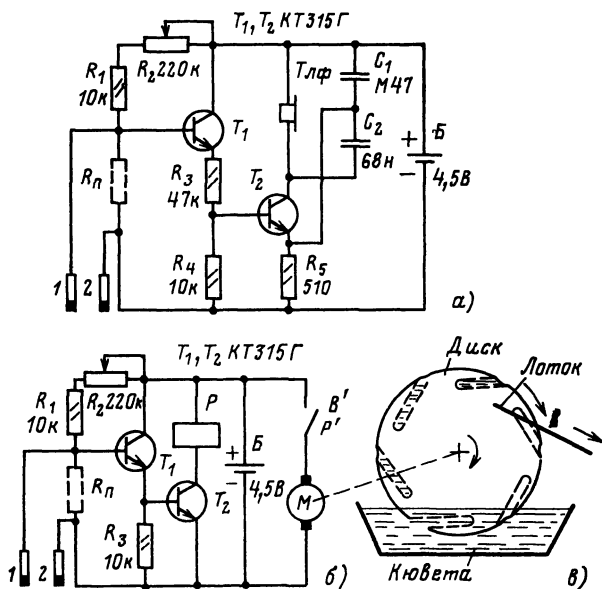 T₁, T₂ КТ315Г
R₂ 220к
R₁
10к
Тлф
C₁
М47
C₂
68н
Б
+
−
4,5В
T₁
Rп
R₃
47к
T₂
R₄
10к
R₅
510
1 2
а)
T₁, T₂ КТ315Г
R₂ 220к
R₁
10к
P
Б
+
−
4,5В
В'
P'
T₁
Rп
T₂
R₃
10к
М
1 2
б)
Диск
Лоток
Кювета
в)